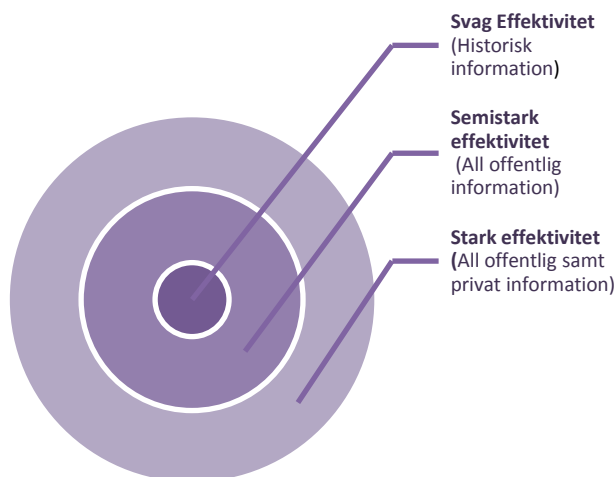 Svag Effektivitet
(Historisk
information)
Semistark
effektivitet
(All offentlig
information)
Stark effektivitet
(All offentlig samt
privat information)